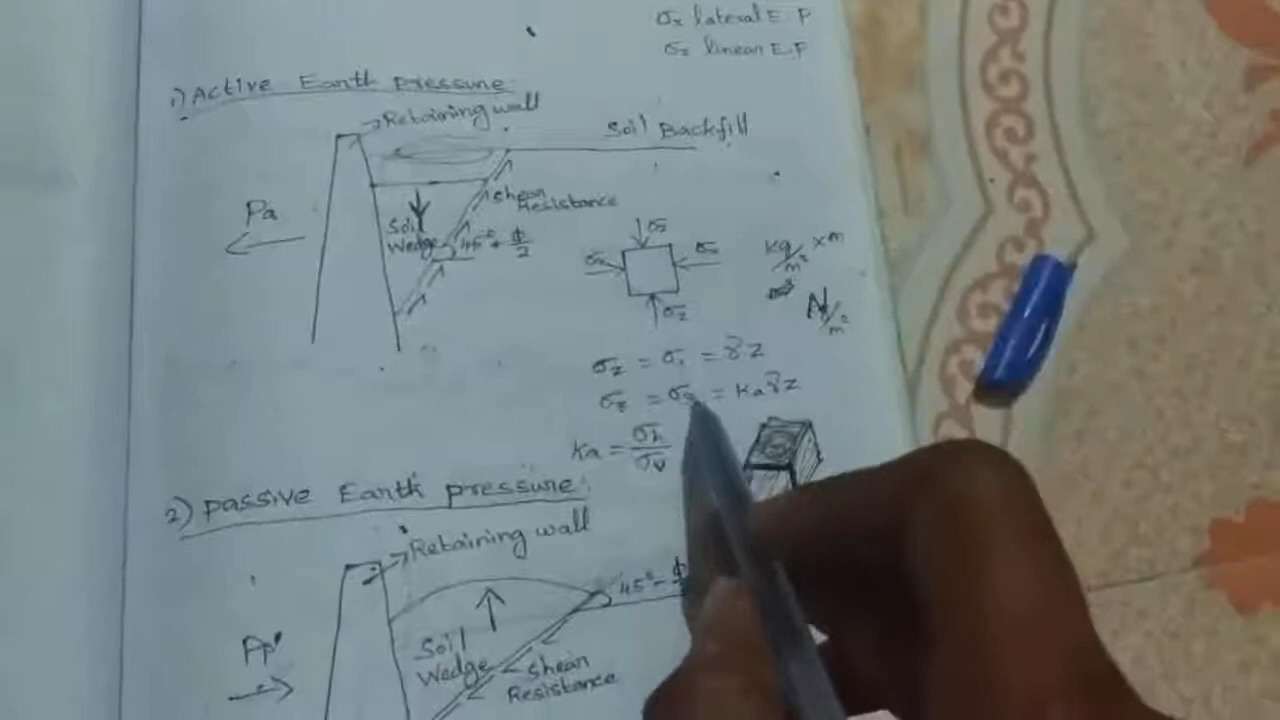 σx lateral E.P
σz linear E.P
1) Active Earth pressure
→Retaining wall
Soil Backfill
Shear
Resistance
Pa
Soil
Wedge
45°+ Φ/2
σz
σx
σx
σz
kg/m² × m
N/m²
σz = σ1 = γz
σx = σ3 = Kaγz
Ka = σh/σv
2) passive Earth pressure:
→Retaining wall
45°-
Soil
Wedge
Shear
Resistance